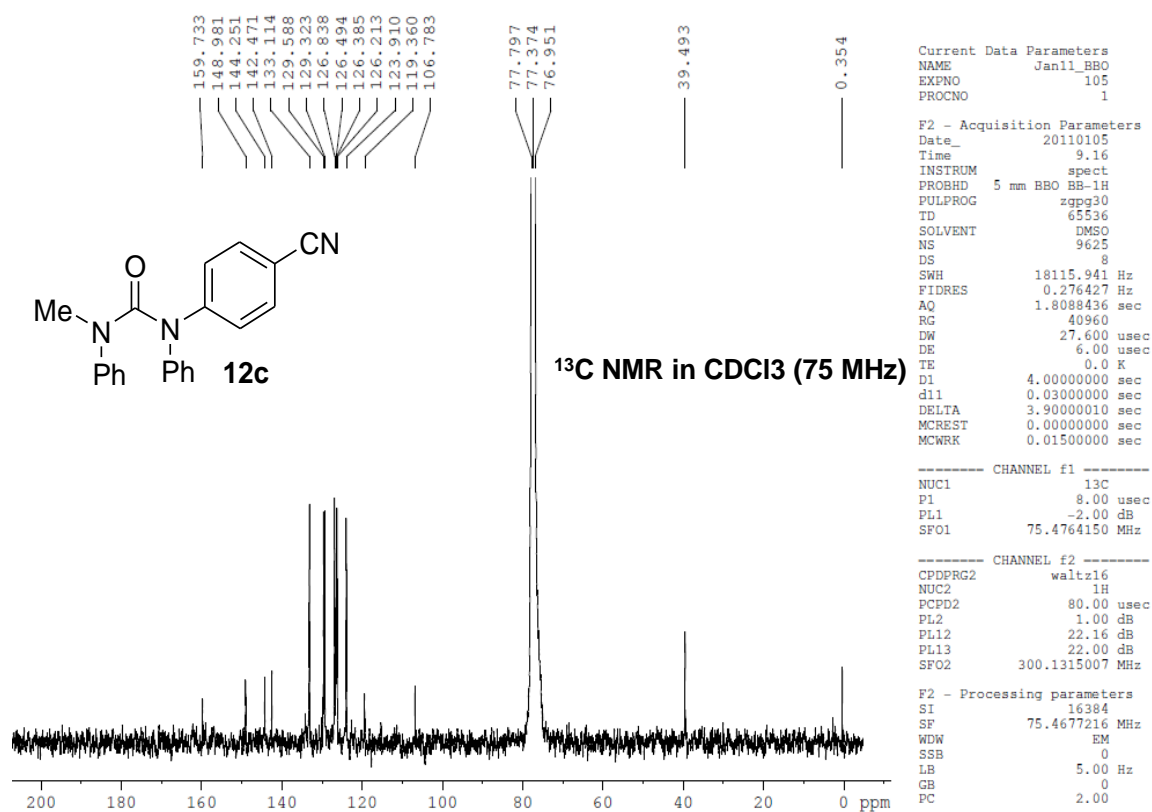 159.733
148.981
144.251
142.471
133.114
129.588
129.323
126.838
126.494
126.385
126.213
123.910
119.360
106.783
77.797
77.374
76.951
39.493
0.354
CN
O
Me
N
N
Ph
Ph
12c
¹³C NMR in CDCl3 (75 MHz)
200 180 160 140 120 100 80 60 40 20 0 ppm
Current Data Parameters
NAME Jan11_BBO
EXPNO 105
PROCNO 1
F2 - Acquisition Parameters
Date_ 20110105
Time 9.16
INSTRUM spect
PROBHD 5 mm BBO BB-1H
PULPROG zgpg30
TD 65536
SOLVENT DMSO
NS 9625
DS 8
SWH 18115.941 Hz
FIDRES 0.276427 Hz
AQ 1.8088436 sec
RG 40960
DW 27.600 usec
DE 6.00 usec
TE 0.0 K
D1 4.00000000 sec
d11 0.03000000 sec
DELTA 3.90000010 sec
MCREST 0.00000000 sec
MCWRK 0.01500000 sec
======== CHANNEL f1 ========
NUC1 13C
P1 8.00 usec
PL1 -2.00 dB
SFO1 75.4764150 MHz
======== CHANNEL f2 ========
CPDPRG2 waltz16
NUC2 1H
PCPD2 80.00 usec
PL2 1.00 dB
PL12 22.16 dB
PL13 22.00 dB
SFO2 300.1315007 MHz
F2 - Processing parameters
SI 16384
SF 75.4677216 MHz
WDW EM
SSB 0
LB 5.00 Hz
GB 0
PC 2.00